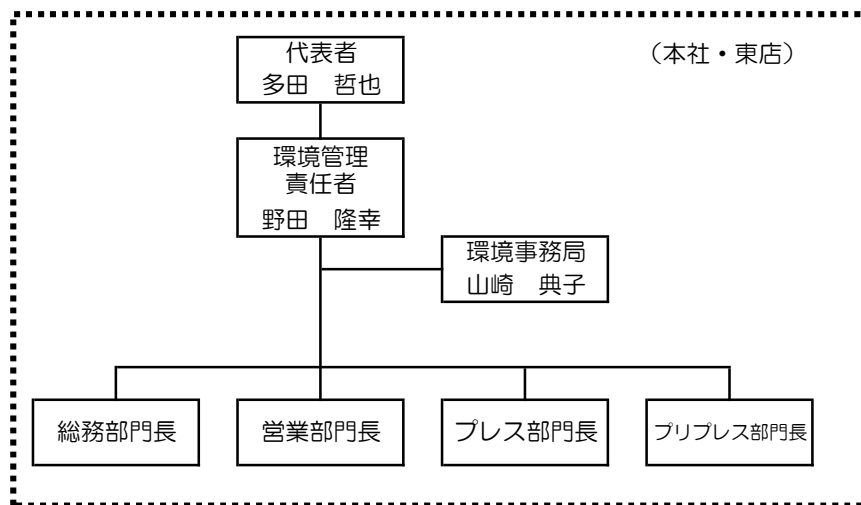 代表者
多田　哲也
（本社・東店）
環境管理
責任者
野田　隆幸
環境事務局
山崎　典子
総務部門長
営業部門長
プレス部門長
プリプレス部門長